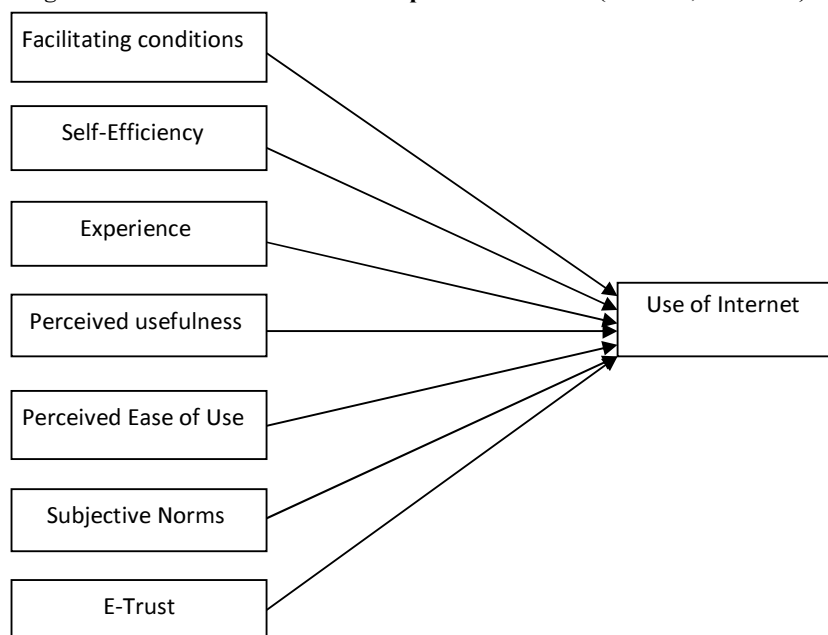 Facilitating conditions
Self-Efficiency
Experience
Perceived usefulness
Use of Internet
Perceived Ease of Use
Subjective Norms
E-Trust